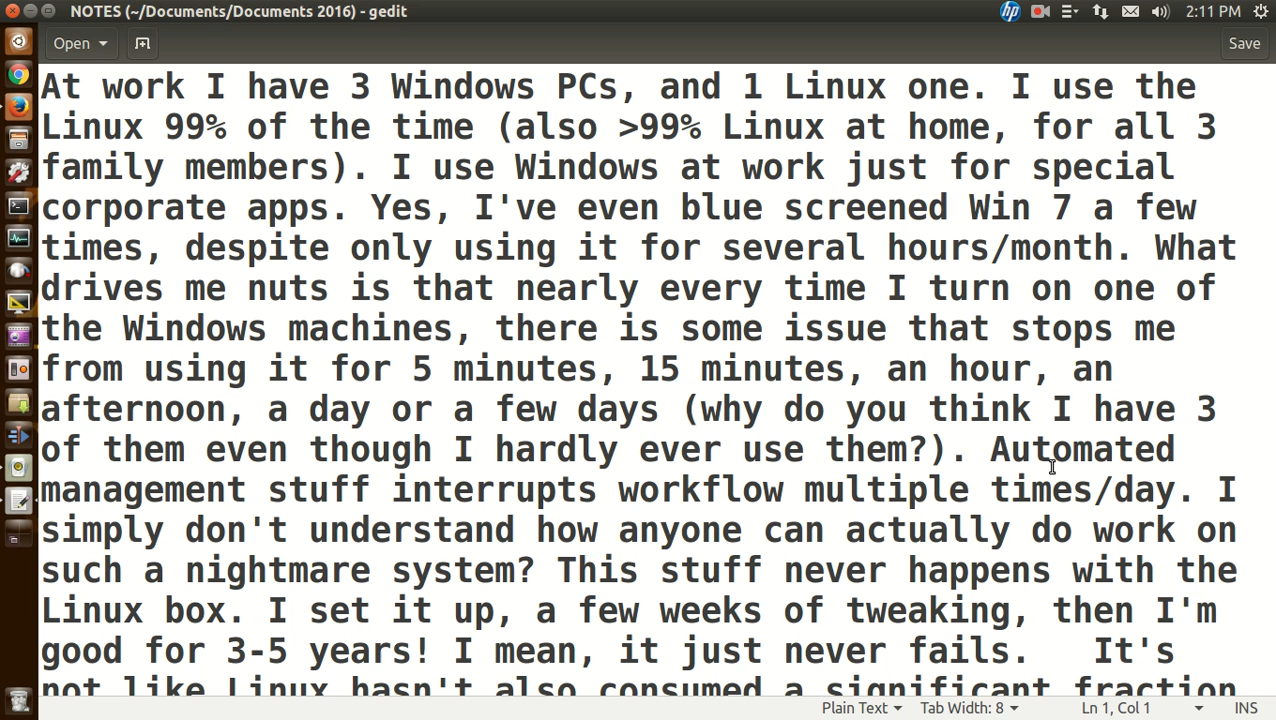 NOTES (~/Documents/Documents 2016) - gedit
hp
2:11 PM
Open
Save
At work I have 3 Windows PCs, and 1 Linux one. I use the
Linux 99% of the time (also >99% Linux at home, for all 3
family members). I use Windows at work just for special
corporate apps. Yes, I've even blue screened Win 7 a few
times, despite only using it for several hours/month. What
drives me nuts is that nearly every time I turn on one of
the Windows machines, there is some issue that stops me
from using it for 5 minutes, 15 minutes, an hour, an
afternoon, a day or a few days (why do you think I have 3
of them even though I hardly ever use them?). Automated
management stuff interrupts workflow multiple times/day. I
simply don't understand how anyone can actually do work on
such a nightmare system? This stuff never happens with the
Linux box. I set it up, a few weeks of tweaking, then I'm
good for 3-5 years! I mean, it just never fails.   It's
not like Linux hasn't also consumed a significant fraction
Plain Text
Tab Width: 8
Ln 1, Col 1
INS